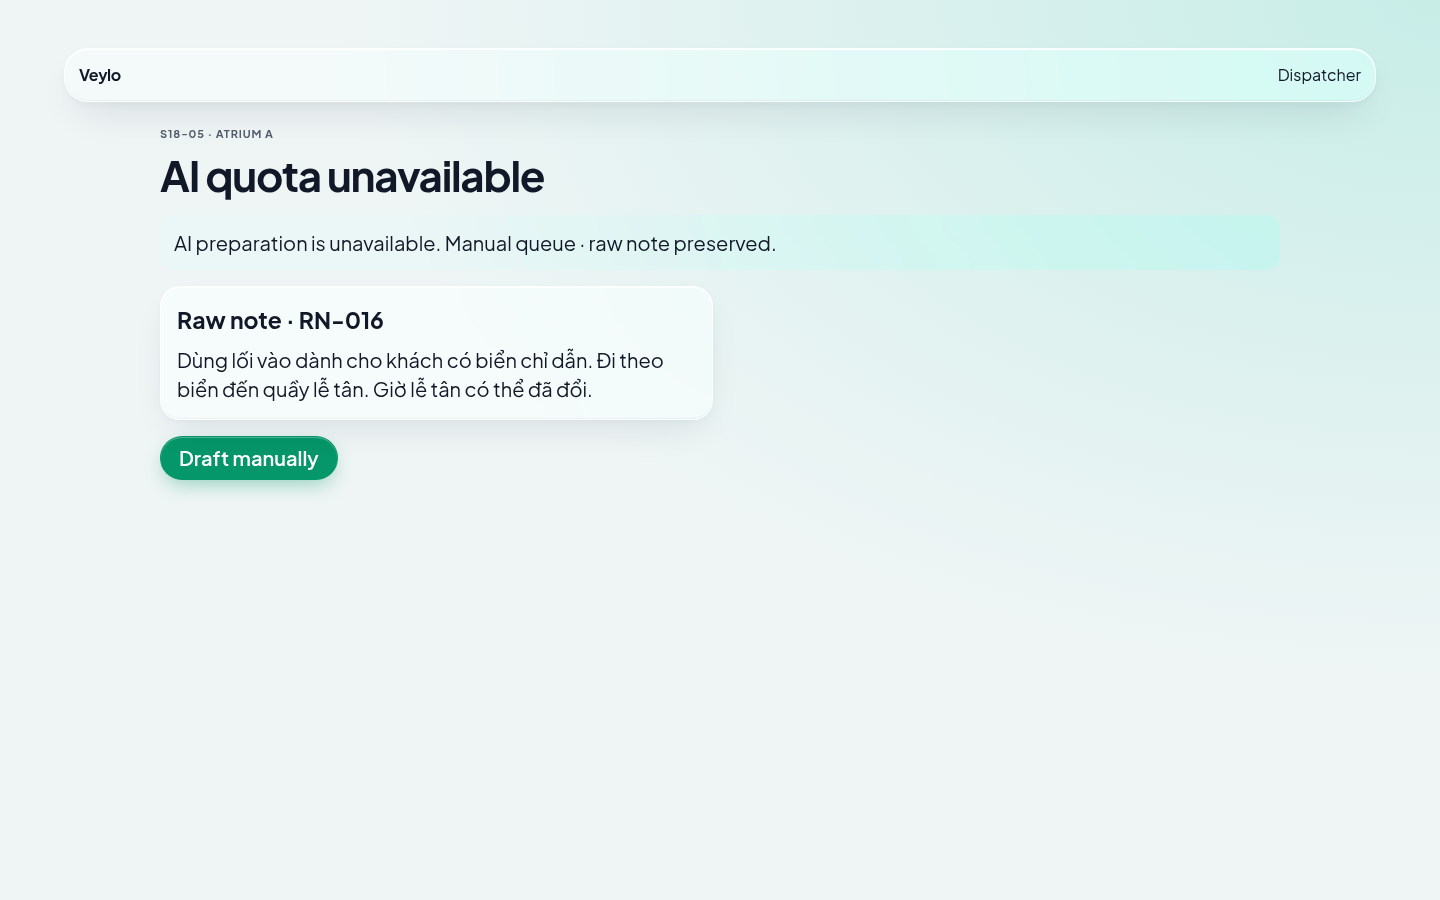 Veylo
Dispatcher
S18-05 · ATRIUM A
AI quota unavailable
AI preparation is unavailable. Manual queue · raw note preserved.
Raw note · RN-016
Dùng lối vào dành cho khách có biển chỉ dẫn. Đi theo
biển đến quầy lễ tân. Giờ lễ tân có thể đã đổi.
Draft manually